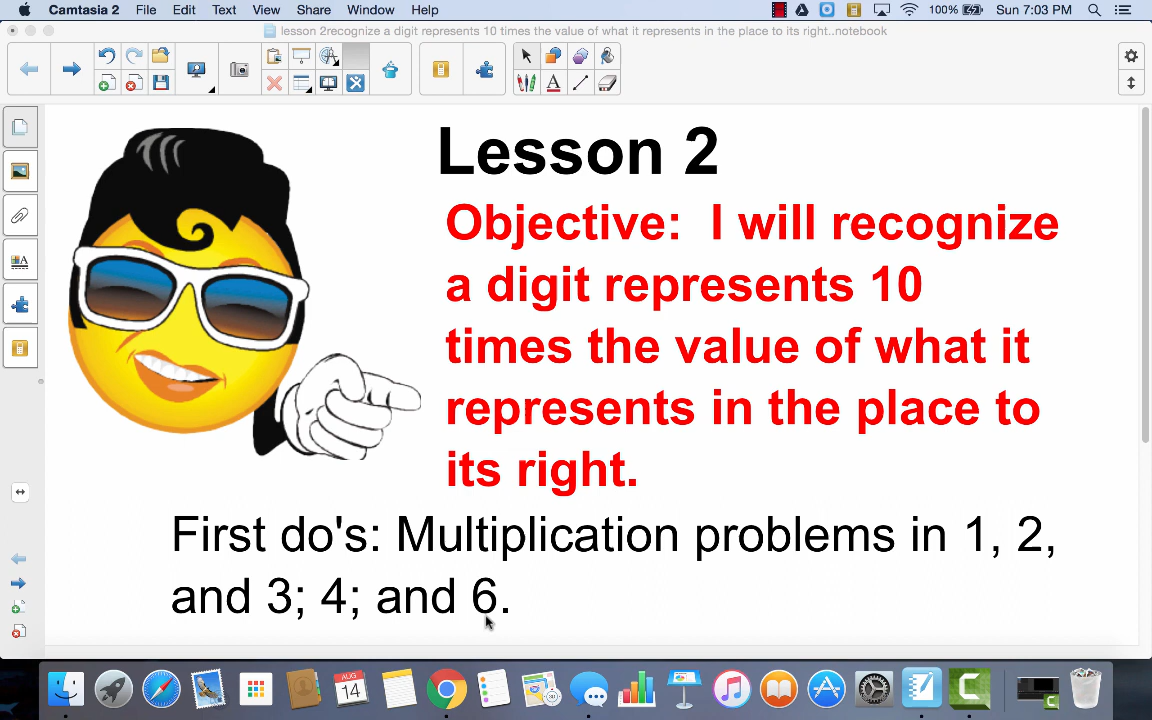 Camtasia 2 File Edit Text View Share Window Help 100% Sun 7:03 PM
lesson 2recognize a digit represents 10 times the value of what it represents in the place to its right..notebook
Lesson 2
Objective: I will recognize
a digit represents 10
times the value of what it
represents in the place to
its right.
First do's: Multiplication problems in 1, 2,
and 3; 4; and 6.
AUG
14